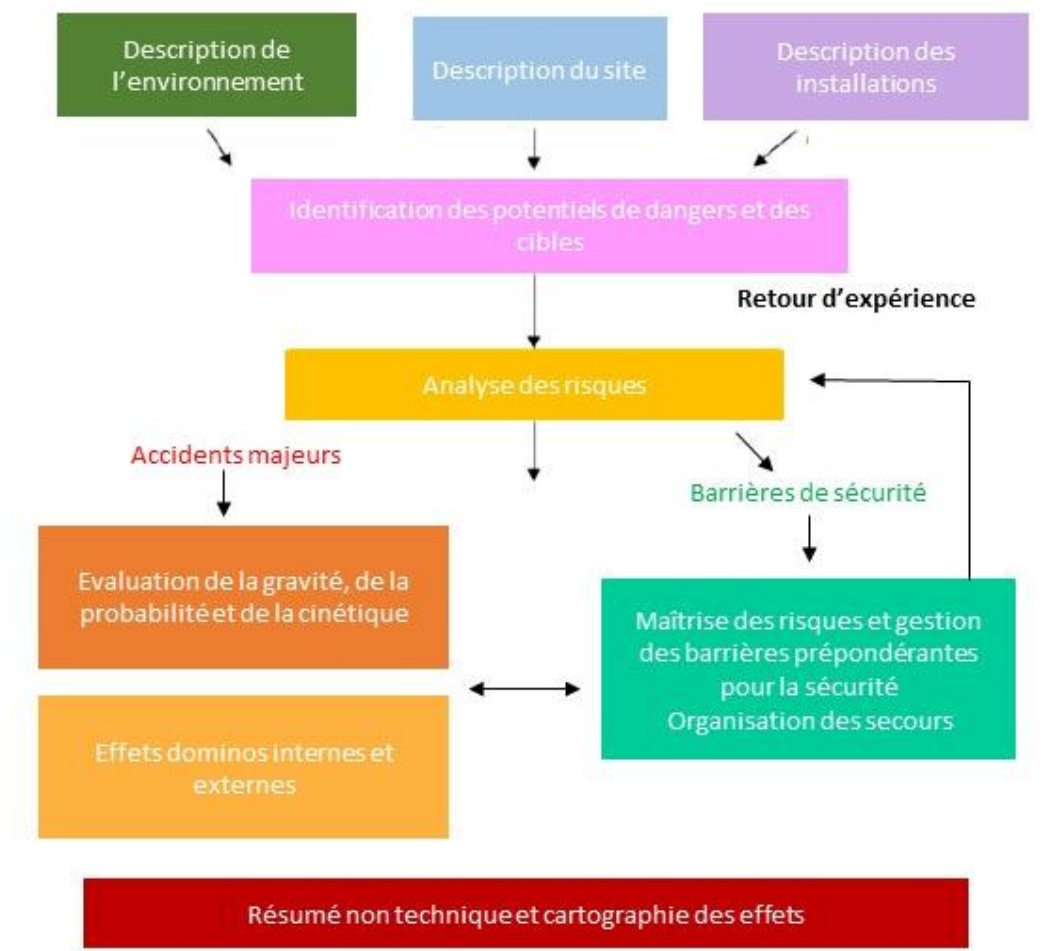 Description de
l'environnement
Description du site
Description des
installations
Identification des potentiels de dangers et des
cibles
Retour d'expérience
Analyse des risques
Accidents majeurs
Barrières de sécurité
Evaluation de la gravité, de la
probabilité et de la cinétique
Maîtrise des risques et gestion
des barrières prépondérantes
pour la sécurité
Organisation des secours
Effets dominos internes et
externes
Résumé non technique et cartographie des effets